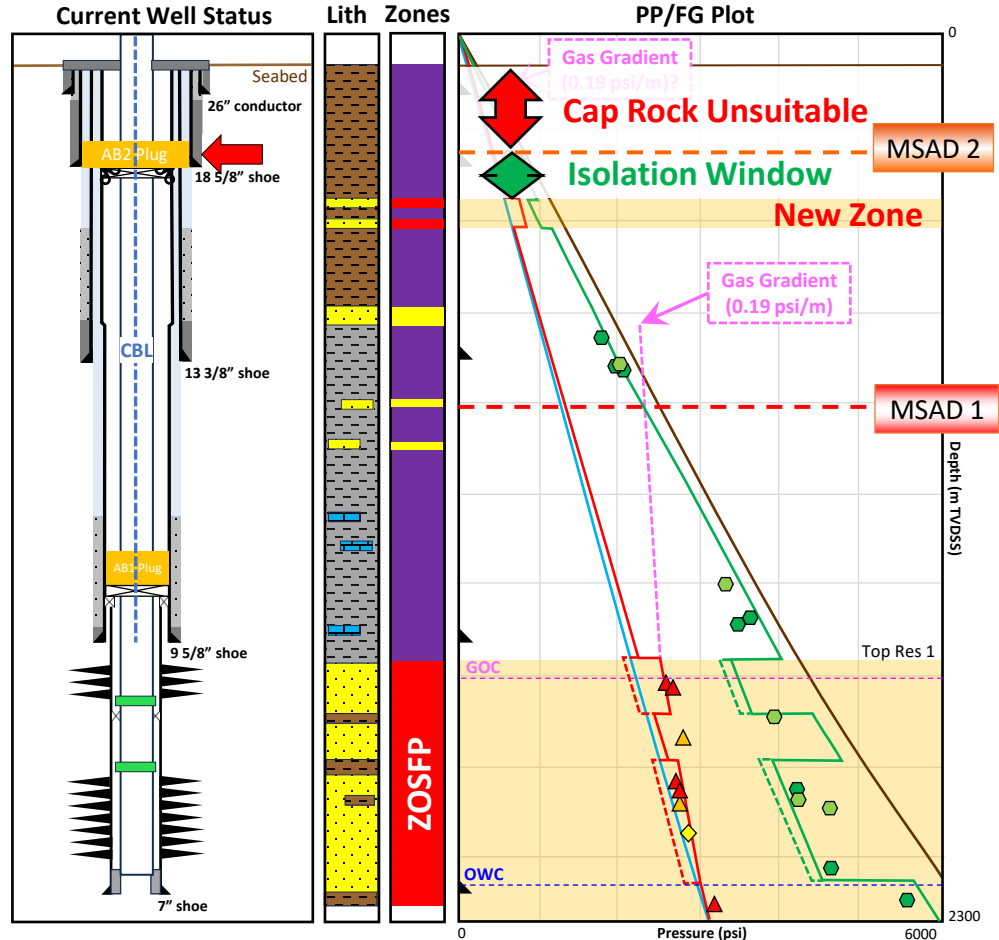 Current Well Status
Lith
ZONES
PP/FG Plot
0
Seabed
Gas Gradient
(0.19 psi/m)?
26” conductor
Cap Rock Unsuitable
AB2 Plug
MSAD 2
18 5/8” shoe
Isolation Window
New Zone
Gas Gradient
(0.19 psi/m)
CBL
13 3/8” shoe
MSAD 1
Depth (m TVDSS)
AB1 Plug
9 5/8” shoe
Top Res 1
GOC
ZOSFP
OWC
7” shoe
2300
0
Pressure (psi)
6000